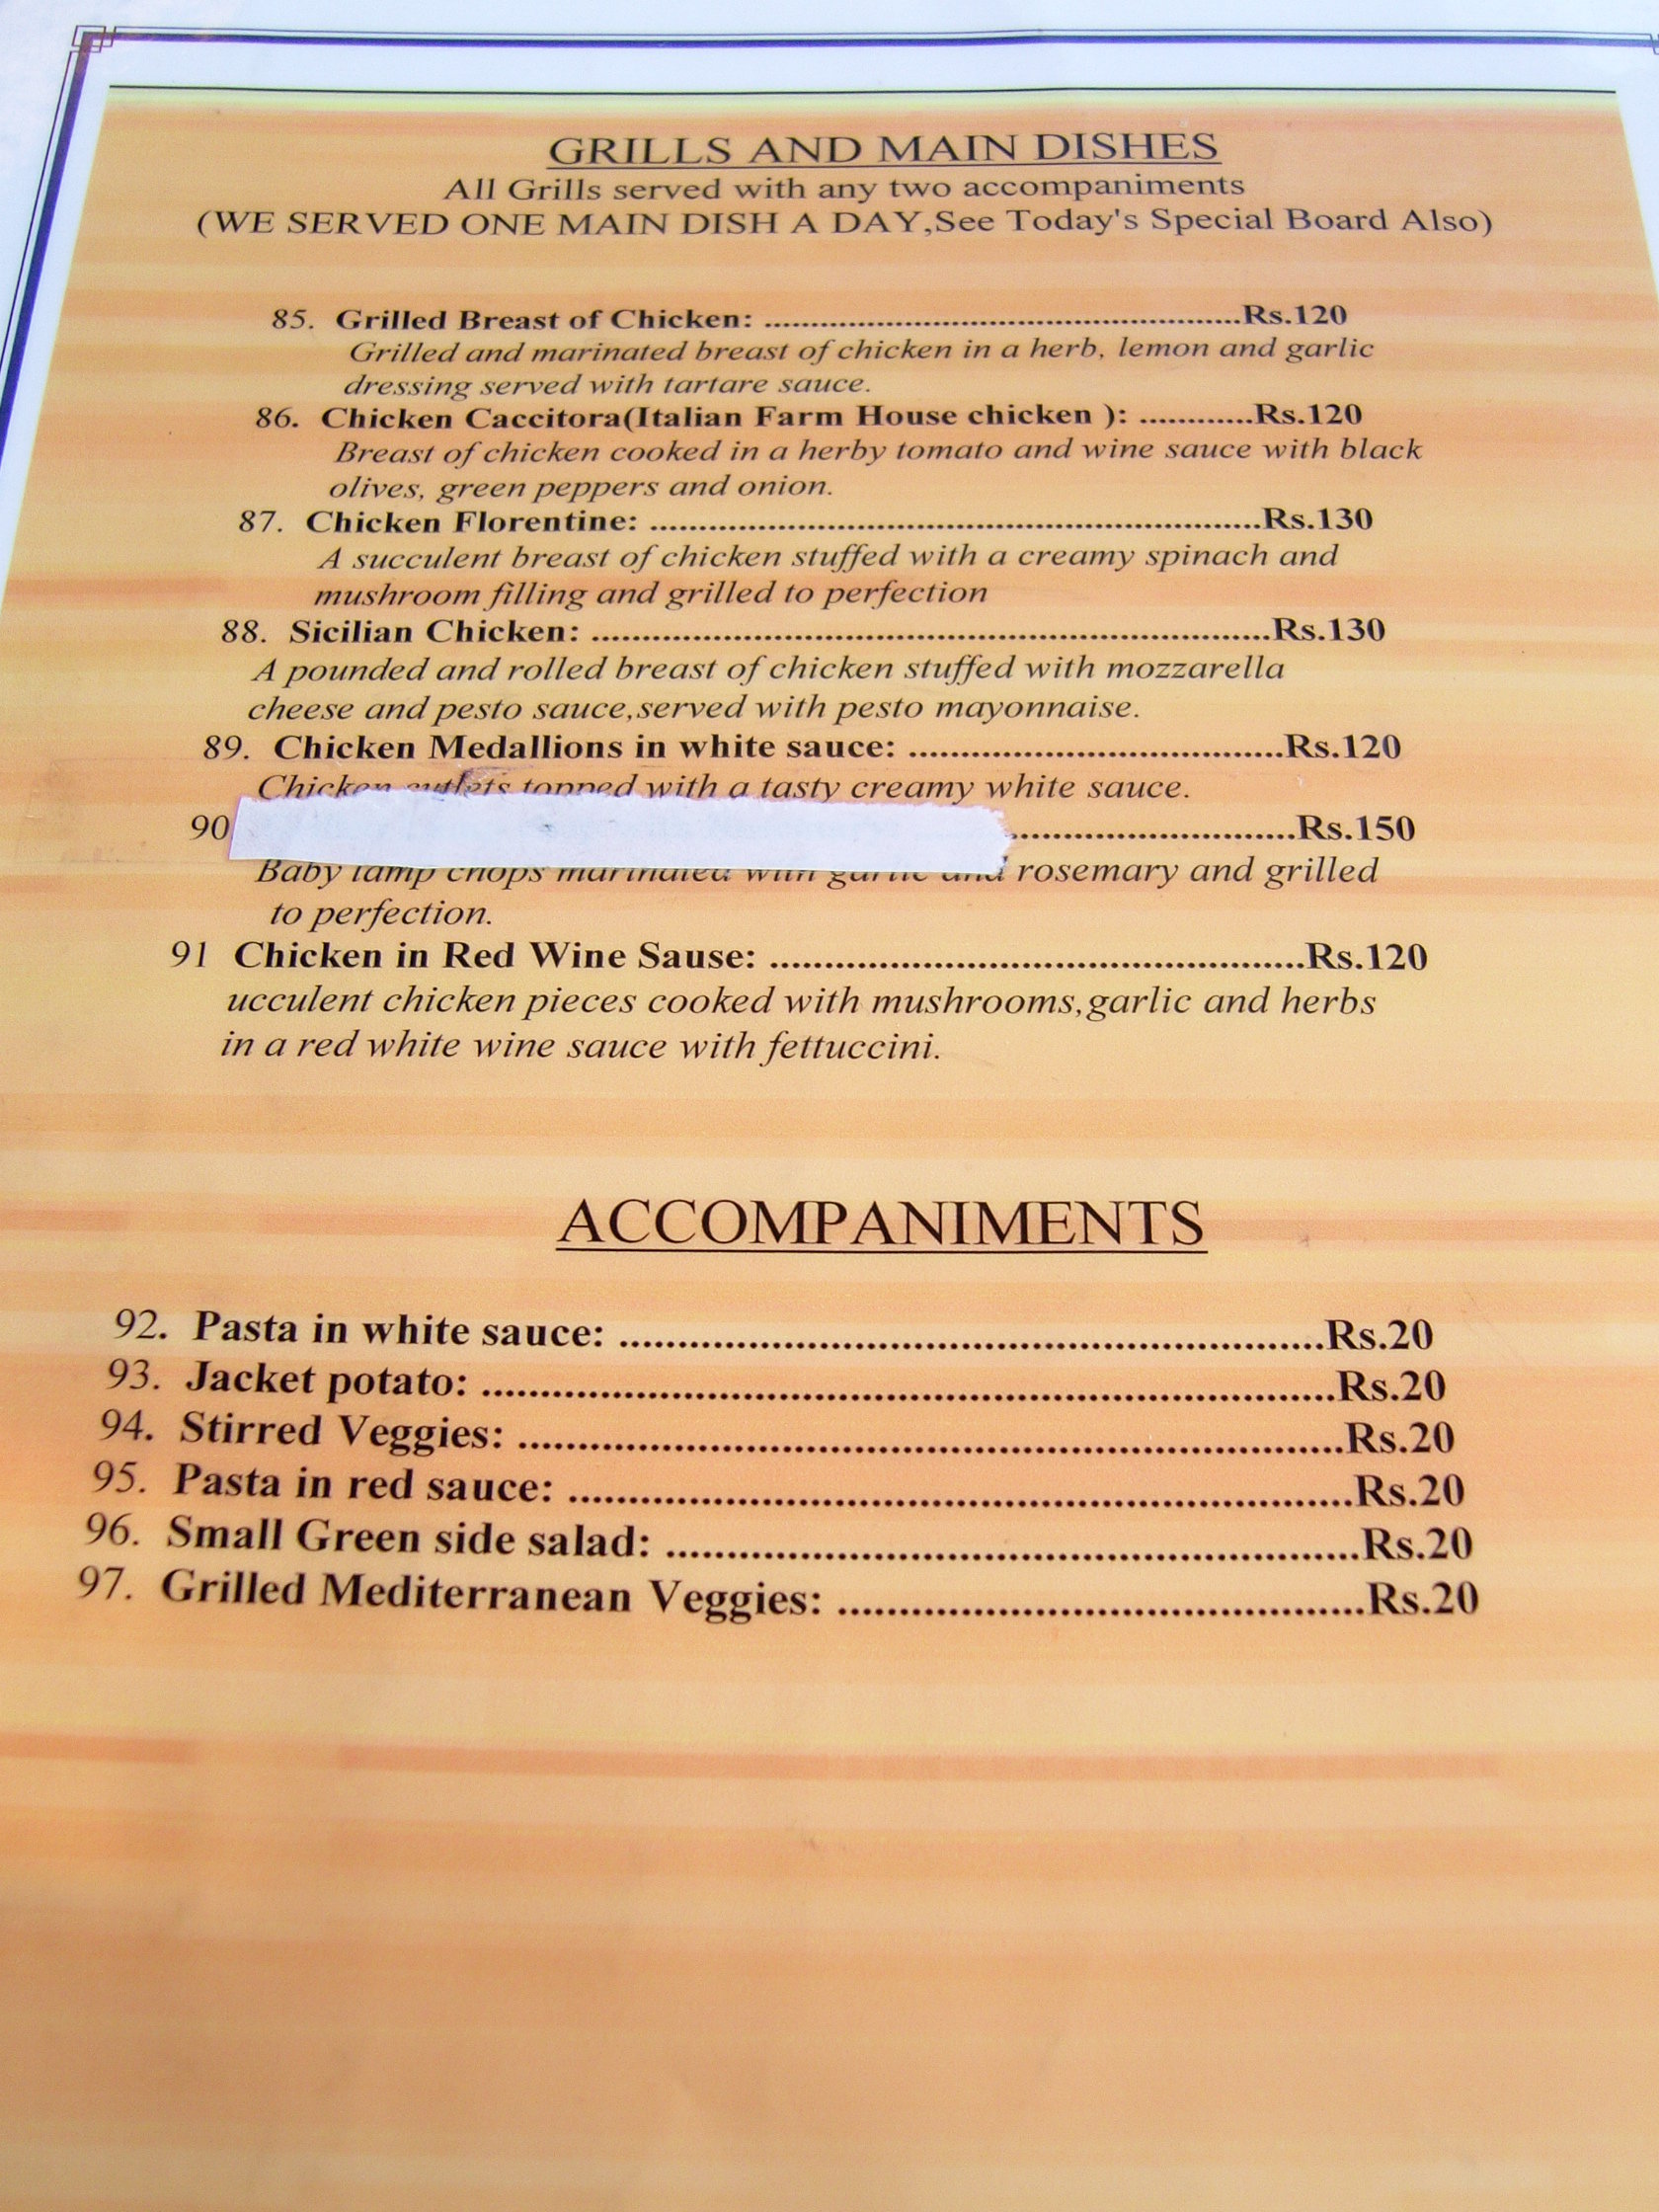 GRILLS AND MAIN DISHES
All Grills served with any two accompaniments
(WE SERVED ONE MAIN DISH A DAY,See Today's Special Board Also)
85. Grilled Breast of Chicken: ..................................................Rs.120
Grilled and marinated breast of chicken in a herb, lemon and garlic
dressing served with tartare sauce.
86. Chicken Caccitora(Italian Farm House chicken ): ............Rs.120
Breast of chicken cooked in a herby tomato and wine sauce with black
olives, green peppers and onion.
87. Chicken Florentine: ................................................................Rs.130
A succulent breast of chicken stuffed with a creamy spinach and
mushroom filling and grilled to perfection
88. Sicilian Chicken: ......................................................................Rs.130
A pounded and rolled breast of chicken stuffed with mozzarella
cheese and pesto sauce,served with pesto mayonnaise.
89. Chicken Medallions in white sauce: ......................................Rs.120
Chicken cutlets topped with a tasty creamy white sauce.
90 ............................Rs.150
Baby lamp chops marinated with garlic and rosemary and grilled
to perfection.
91 Chicken in Red Wine Sause: ..................................................Rs.120
ucculent chicken pieces cooked with mushrooms,garlic and herbs
in a red white wine sauce with fettuccini.
ACCOMPANIMENTS
92. Pasta in white sauce: ............................................................Rs.20
93. Jacket potato: ........................................................................Rs.20
94. Stirred Veggies: .....................................................................Rs.20
95. Pasta in red sauce: .................................................................Rs.20
96. Small Green side salad: ..........................................................Rs.20
97. Grilled Mediterranean Veggies: ............................................Rs.20